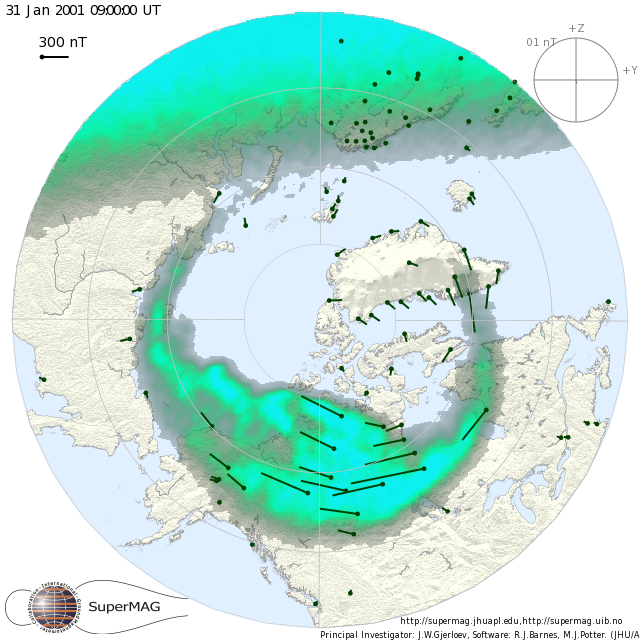 31 Jan 2001 09:00:00 UT
300 nT
+Z
01 nT
+Y
SuperMAG
http://supermag.jhuapl.edu,http://supermag.uib.no
Principal Investigator: J.W.Gjerloev, Software: R.J.Barnes, M.J.Potter. (JHU/A